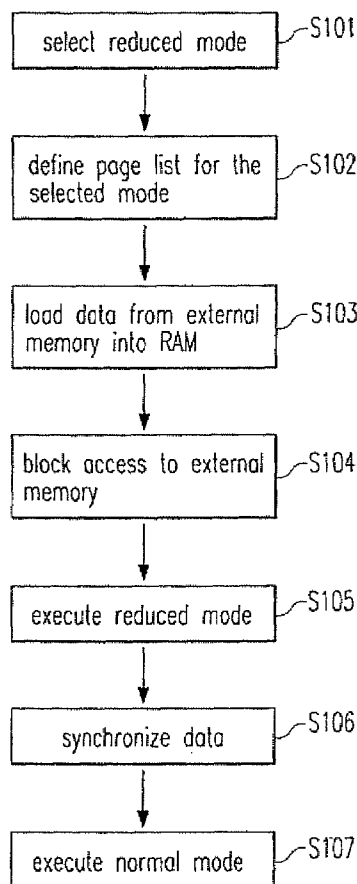 select reduced mode
S101
define page list for the
selected mode
S102
load data from external
memory into RAM
S103
block access to external
memory
S104
execute reduced mode
S105
synchronize data
S106
execute normal mode
S107